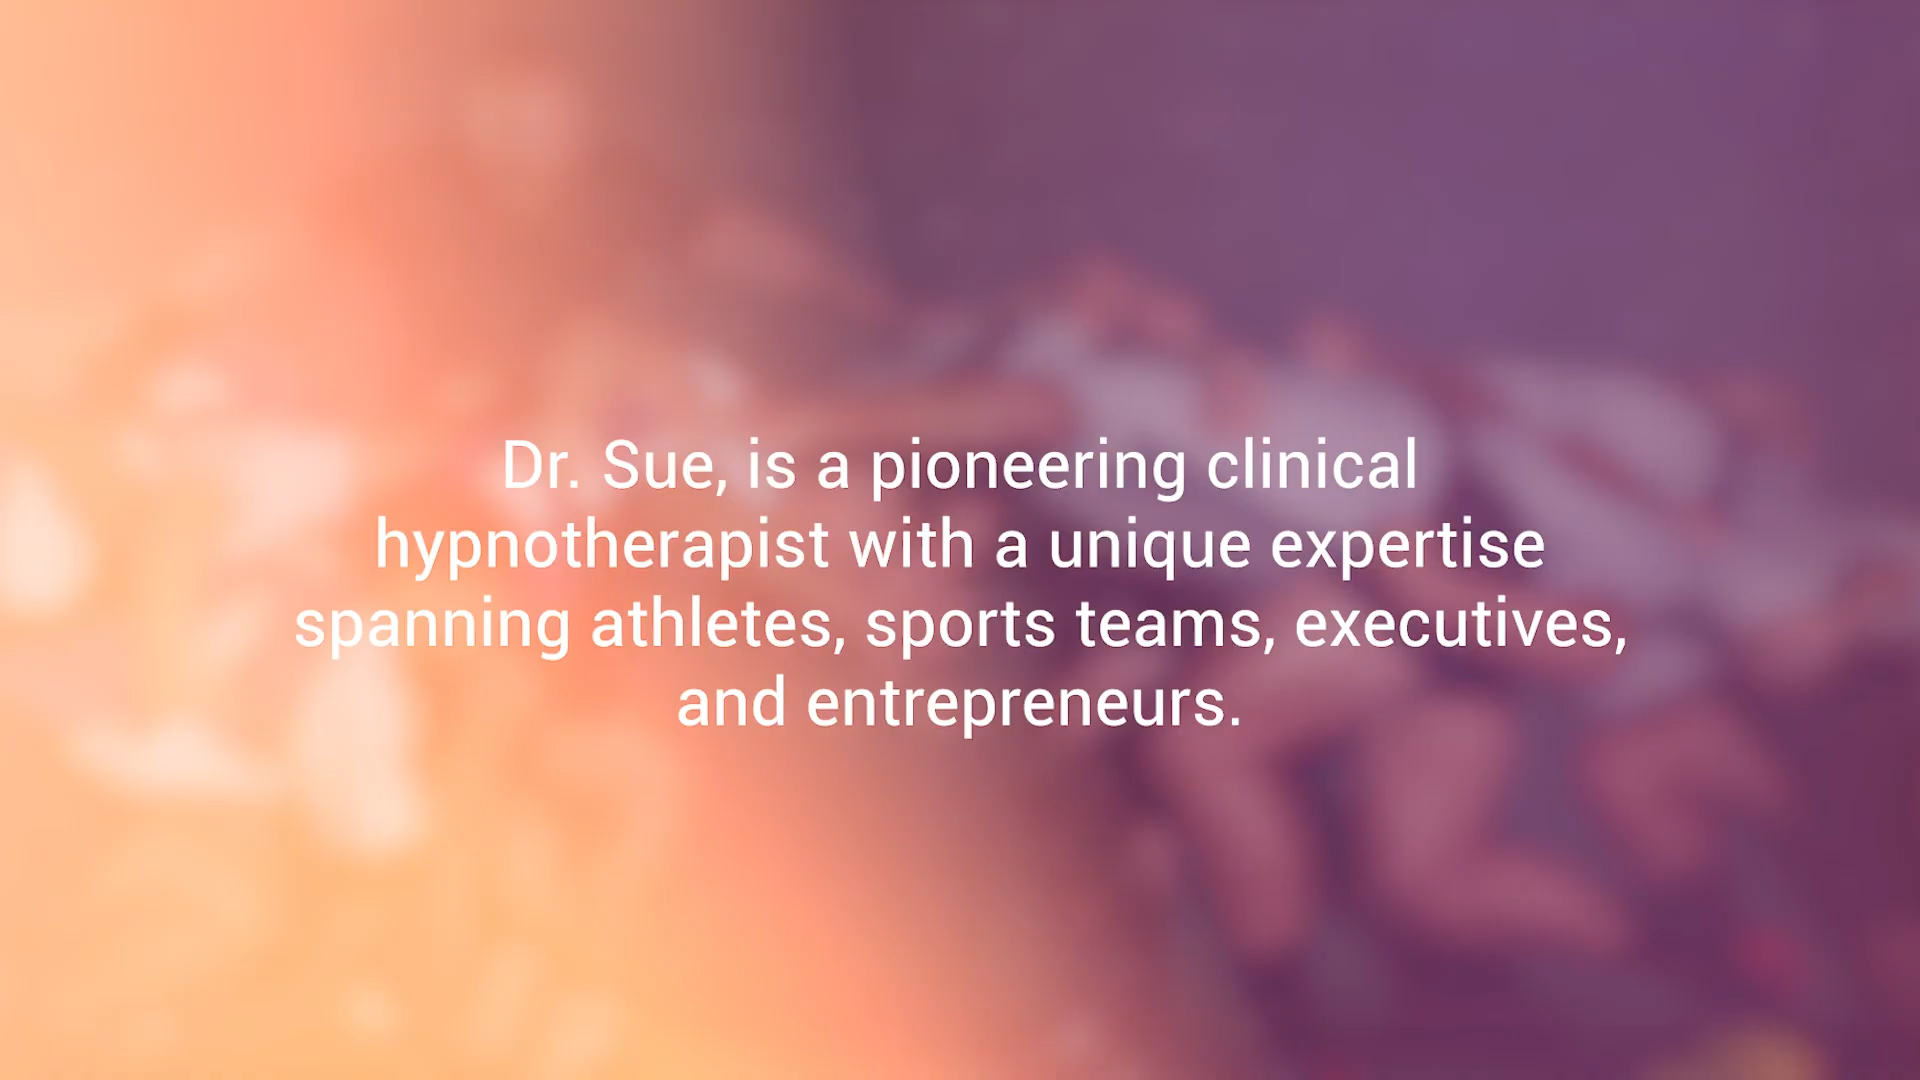 Dr. Sue, is a pioneering clinical
hypnotherapist with a unique expertise
spanning athletes, sports teams, executives,
and entrepreneurs.